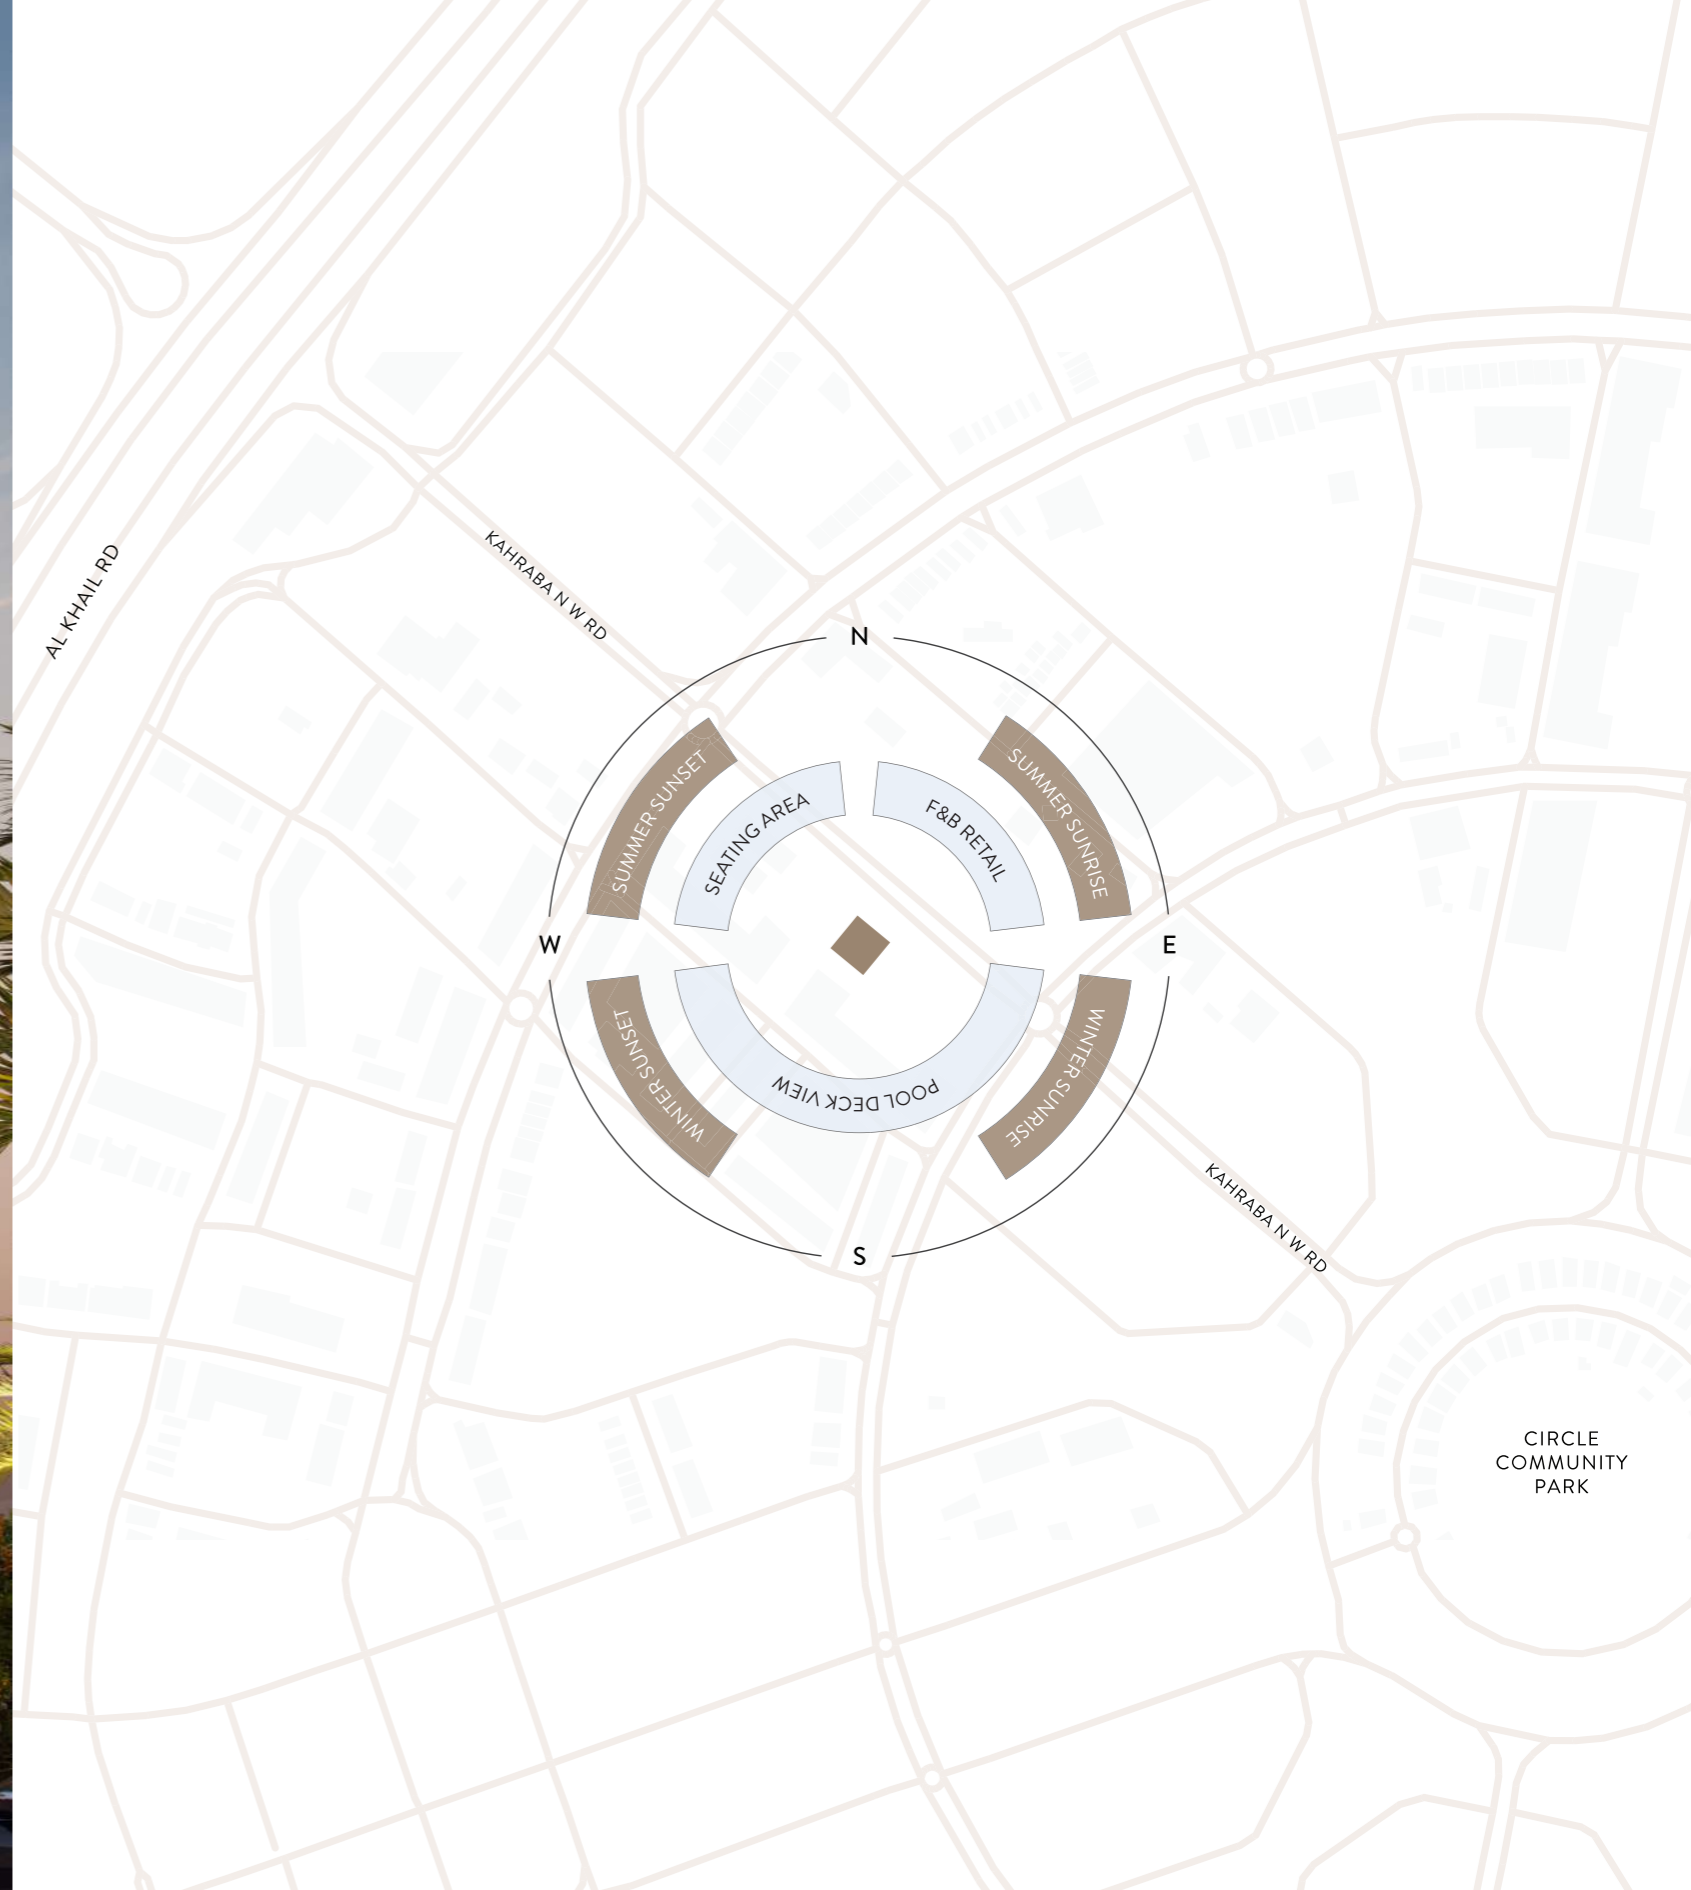 AL KHAIL RD
KAHRABA N W RD
N
SUMMER SUNSET
SEATING AREA
F&B RETAIL
SUMMER SUNRISE
W
E
WINTER SUNSET
POOL DECK VIEW
WINTER SUNRISE
S
KAHRABA N W RD
CIRCLE
COMMUNITY
PARK